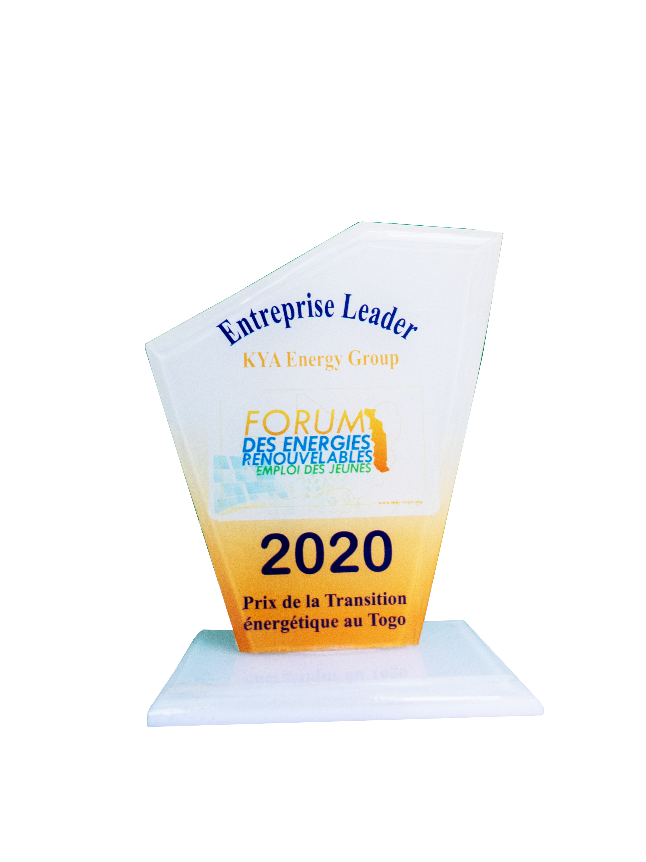 Entreprise Leader
KYA Energy Group
FORUM
DES ENERGIES
RENOUVELABLES
EMPLOI DES JEUNES
2020
Prix de la Transition
énergétique au Togo